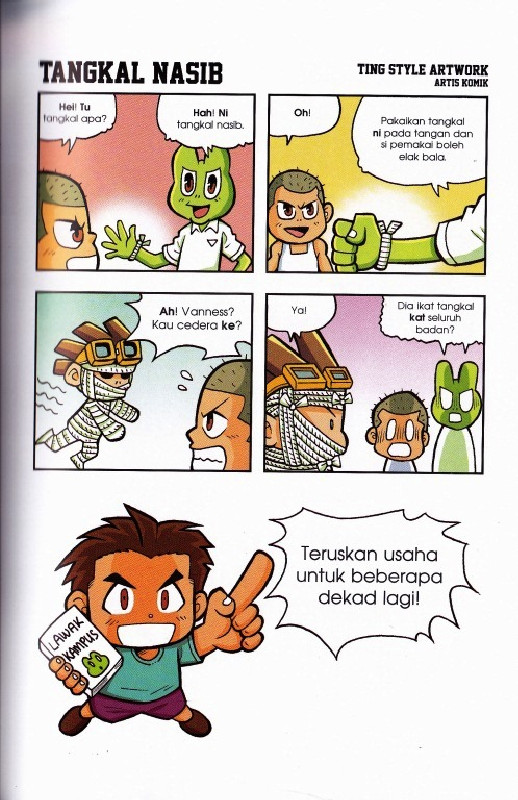 TANGKAL NASIB
TING STYLE ARTWORK
ARTIS KOMIK
Hei! Tu
tangkal apa?
Hah! Ni
tangkal nasib.
Oh!
Pakaikan tangkal
ni pada tangan dan
si pemakai boleh
elak bala.
Ah! Vanness?
Kau cedera ke?
Ya!
Dia ikat tangkal
kat seluruh
badan?
Teruskan usaha
untuk beberapa
dekad lagi!
LAWAK
KAMPUS